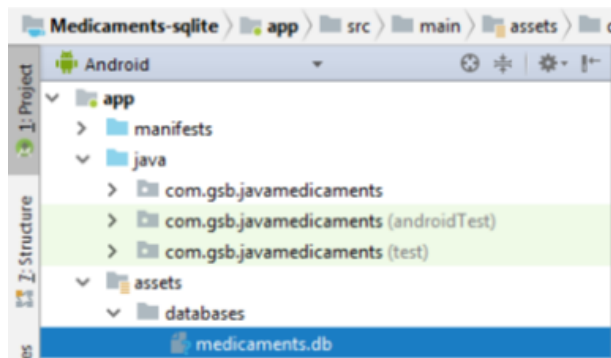 Medicaments-sqlite app src main assets
Android
1: Project
app
manifests
java
com.gsb.javamedicaments
com.gsb.javamedicaments (androidTest)
com.gsb.javamedicaments (test)
Z: Structure
assets
databases
medicaments.db